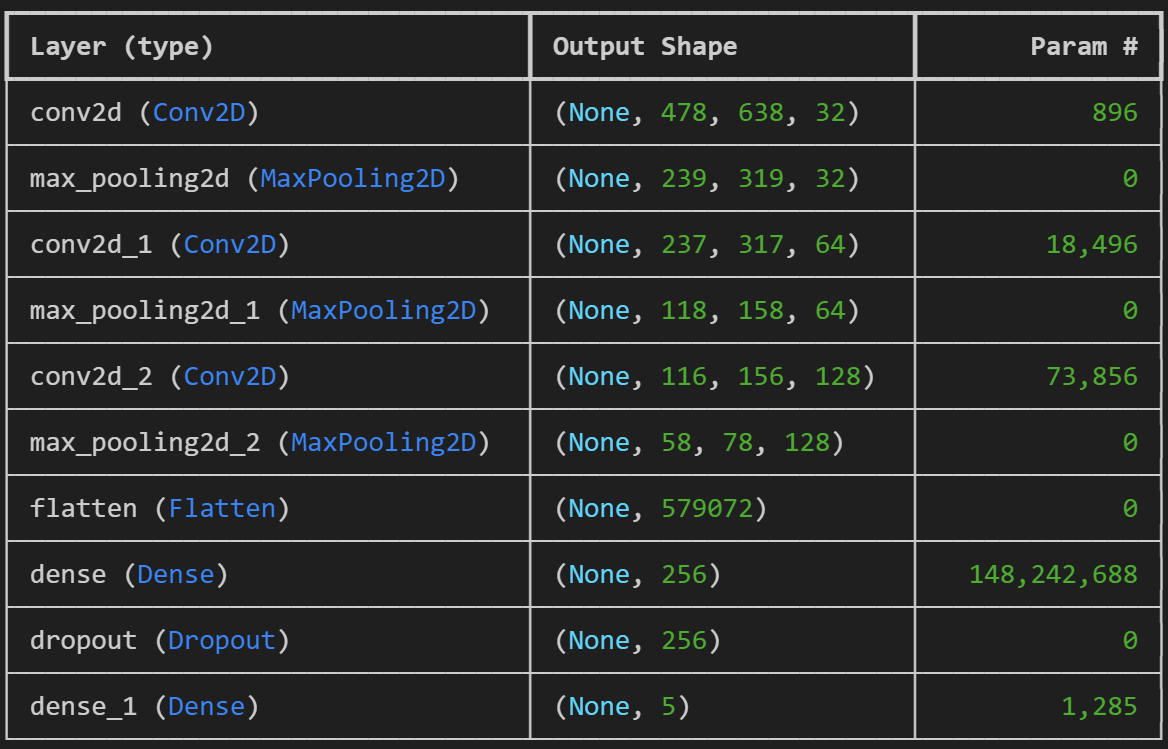 Layer (type) Output Shape Param #
conv2d (Conv2D) (None, 478, 638, 32) 896
max_pooling2d (MaxPooling2D) (None, 239, 319, 32) 0
conv2d_1 (Conv2D) (None, 237, 317, 64) 18,496
max_pooling2d_1 (MaxPooling2D) (None, 118, 158, 64) 0
conv2d_2 (Conv2D) (None, 116, 156, 128) 73,856
max_pooling2d_2 (MaxPooling2D) (None, 58, 78, 128) 0
flatten (Flatten) (None, 579072) 0
dense (Dense) (None, 256) 148,242,688
dropout (Dropout) (None, 256) 0
dense_1 (Dense) (None, 5) 1,285